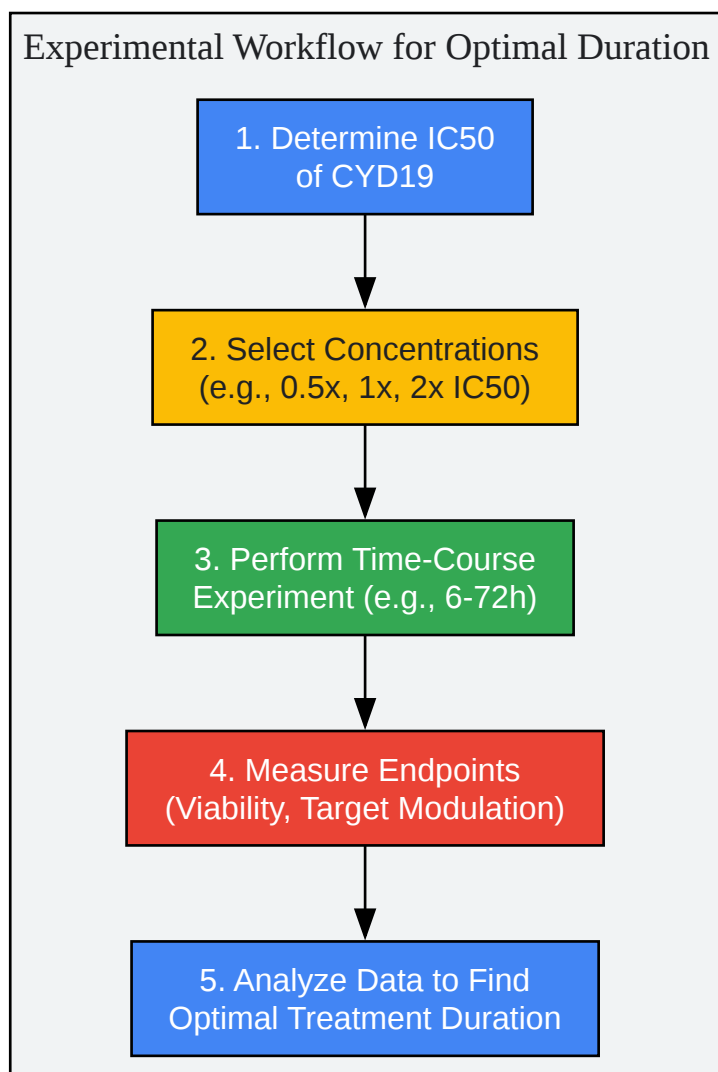 Experimental Workflow for Optimal Duration
1. Determine IC50
of CYD19
2. Select Concentrations
(e.g., 0.5x, 1x, 2x IC50)
3. Perform Time-Course
Experiment (e.g., 6-72h)
4. Measure Endpoints
(Viability, Target Modulation)
5. Analyze Data to Find
Optimal Treatment Duration